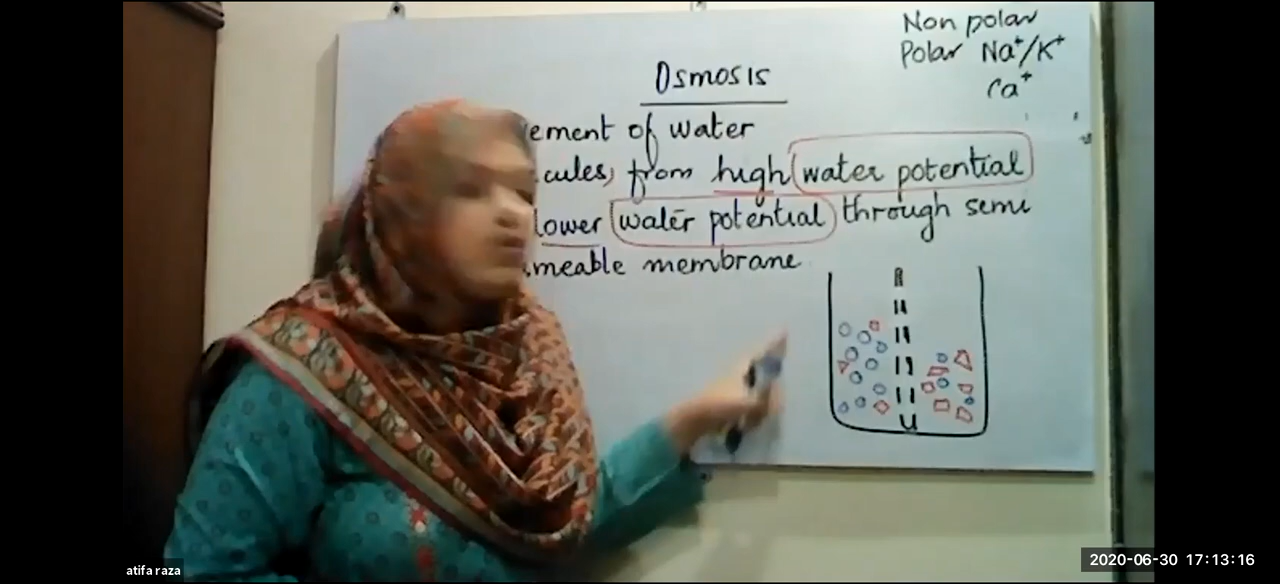 Non polar
Polar Na⁺/K⁺
Ca⁺
Osmosis
ement of water
cules, from high water potential
lower water potential through semi
meable membrane
atifa raza
2020-06-30 17:13:16